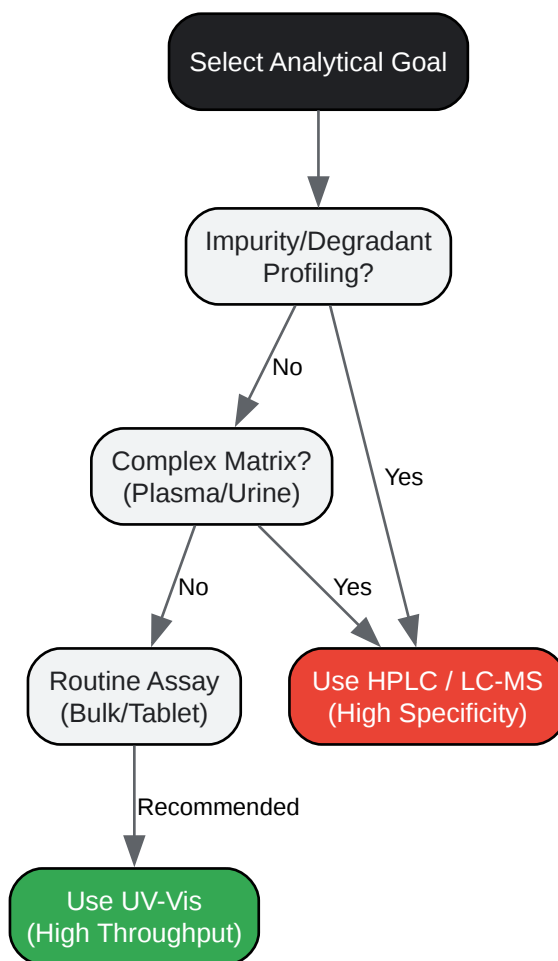 Select Analytical Goal
Impurity/Degradant
Profiling?
No
Complex Matrix?
(Plasma/Urine)
Yes
No
Yes
Routine Assay
(Bulk/Tablet)
Use HPLC / LC-MS
(High Specificity)
Recommended
Use UV-Vis
(High Throughput)